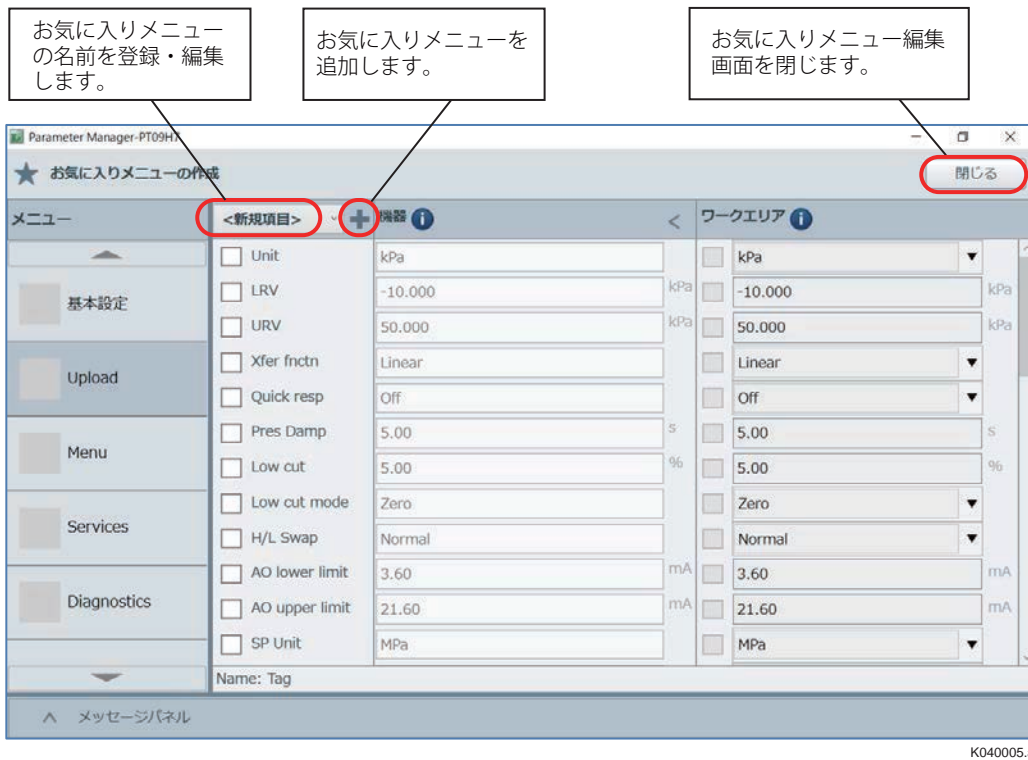 お気に入りメニュー
の名前を登録・編集
します。
お気に入りメニューを
追加します。
お気に入りメニュー編集
画面を閉じます。
Parameter Manager-PT09H7
お気に入りメニューの作成
閉じる
メニュー
<新規項目>
機器
<
ワークエリア
基本設定
Upload
Menu
Services
Diagnostics
Unit kPa kPa
LRV -10.000 kPa -10.000 kPa
URV 50.000 kPa 50.000 kPa
Xfer fnctn Linear Linear
Quick resp Off Off
Pres Damp 5.00 s 5.00 s
Low cut 5.00 % 5.00 %
Low cut mode Zero Zero
H/L Swap Normal Normal
AO lower limit 3.60 mA 3.60 mA
AO upper limit 21.60 mA 21.60 mA
SP Unit MPa MPa
Name: Tag
メッセージパネル
K040005.